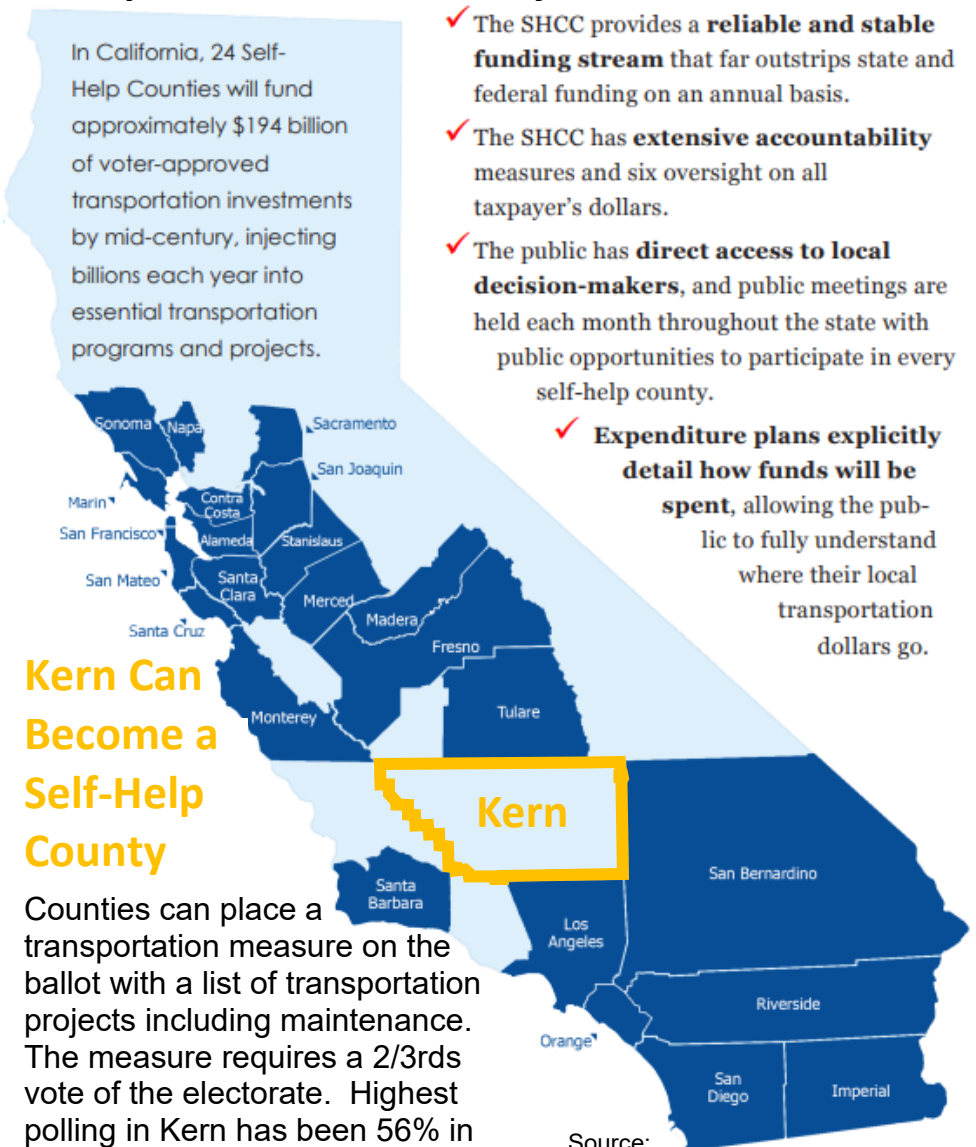 In California, 24 Self-
Help Counties will fund
approximately $194 billion
of voter-approved
transportation investments
by mid-century, injecting
billions each year into
essential transportation
programs and projects.
✓ The SHCC provides a reliable and stable
funding stream that far outstrips state and
federal funding on an annual basis.
✓ The SHCC has extensive accountability
measures and six oversight on all
taxpayer's dollars.
✓ The public has direct access to local
decision-makers, and public meetings are
held each month throughout the state with
public opportunities to participate in every
self-help county.
✓ Expenditure plans explicitly
detail how funds will be
spent, allowing the pub-
lic to fully understand
where their local
transportation
dollars go.
Sonoma
Napa
Sacramento
San Joaquin
Marin
Contra
Costa
San Francisco
Alameda
Stanislaus
San Mateo
Santa
Clara
Merced
Madera
Santa Cruz
Fresno
Monterey
Tulare
Kern Can
Become a
Self-Help
County
Kern
San Bernardino
Santa
Barbara
Los
Angeles
Riverside
Orange
San
Diego
Imperial
Counties can place a
transportation measure on the
ballot with a list of transportation
projects including maintenance.
The measure requires a 2/3rds
vote of the electorate. Highest
polling in Kern has been 56% in
Source: